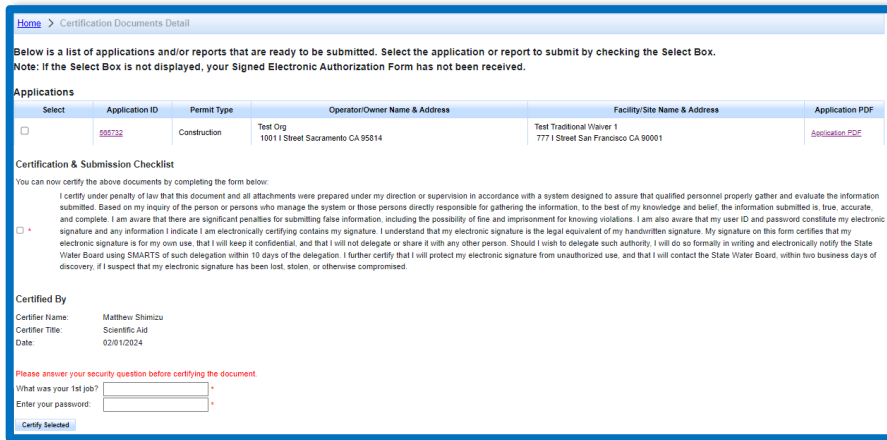 Home > Certification Documents Detail
Below is a list of applications and/or reports that are ready to be submitted. Select the application or report to submit by checking the Select Box.
Note: If the Select Box is not displayed, your Signed Electronic Authorization Form has not been received.
Applications
Select Application ID Permit Type Operator/Owner Name & Address Facility/Site Name & Address Application PDF
565732 Construction Test Org Test Traditional Waiver 1 Application PDF
1001 I Street Sacramento CA 95814 777 I Street San Francisco CA 90001
Certification & Submission Checklist
You can now certify the above documents by completing the form below:
I certify under penalty of law that this document and all attachments were prepared under my direction or supervision in accordance with a system designed to assure that qualified personnel properly gather and evaluate the information
submitted. Based on my inquiry of the person or persons who manage the system or those persons directly responsible for gathering the information, to the best of my knowledge and belief, the information submitted is, true, accurate,
and complete. I am aware that there are significant penalties for submitting false information, including the possibility of fine and imprisonment for knowing violations. I am also aware that my user ID and password constitute my electronic
* signature and any information I indicate I am electronically certifying contains my signature. I understand that my electronic signature is the legal equivalent of my handwritten signature. My signature on this form certifies that my
electronic signature is for my own use, that I will keep it confidential, and that I will not delegate or share it with any other person. Should I wish to delegate such authority, I will do so formally in writing and electronically notify the State
Water Board using SMARTS of such delegation within 10 days of the delegation. I further certify that I will protect my electronic signature from unauthorized use, and that I will contact the State Water Board, within two business days of
discovery, if I suspect that my electronic signature has been lost, stolen, or otherwise compromised.
Certified By
Certifier Name: Matthew Shimizu
Certifier Title: Scientific Aid
Date: 02/01/2024
Please answer your security question before certifying the document.
What was your 1st job? *
Enter your password: *
Certify Selected